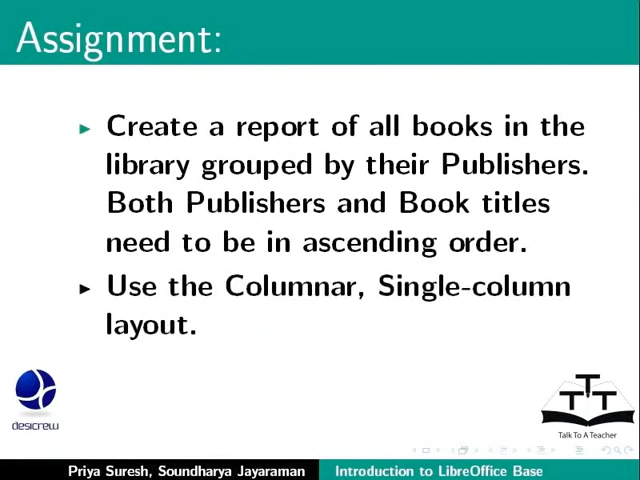 Assignment:
Create a report of all books in the
library grouped by their Publishers.
Both Publishers and Book titles
need to be in ascending order.
Use the Columnar, Single-column
layout.
desicrew
TTT
Talk To A Teacher
Priya Suresh, Soundharya Jayaraman
Introduction to LibreOffice Base